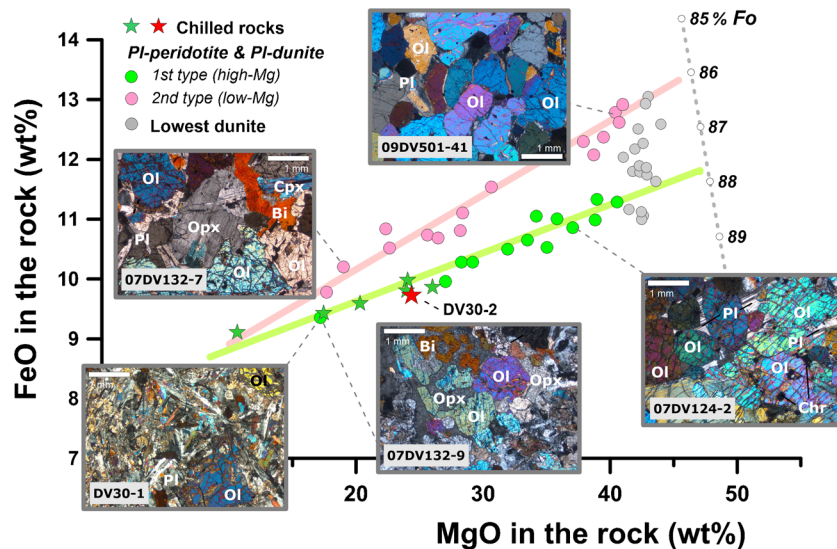 14
13
12
11
10
9
8
7
FeO in the rock (wt%)
20
30
40
50
MgO in the rock (wt%)
Chilled rocks
Pl-peridotite & Pl-dunite
1st type (high-Mg)
2nd type (low-Mg)
Lowest dunite
85 % Fo
86
87
88
89
1 mm
Ol
Pl
Ol
Ol
09DV501-41
1 mm
1 mm
Ol
Cpx
Bi
Pl
Opx
Ol
Ol
07DV132-7
DV30-2
1 mm
Ol
Pl
Ol
DV30-1
1 mm
Bi
Ol
Opx
Opx
Ol
07DV132-9
1 mm
Pl
Ol
Pl
Ol
Ol
Chr
07DV124-2